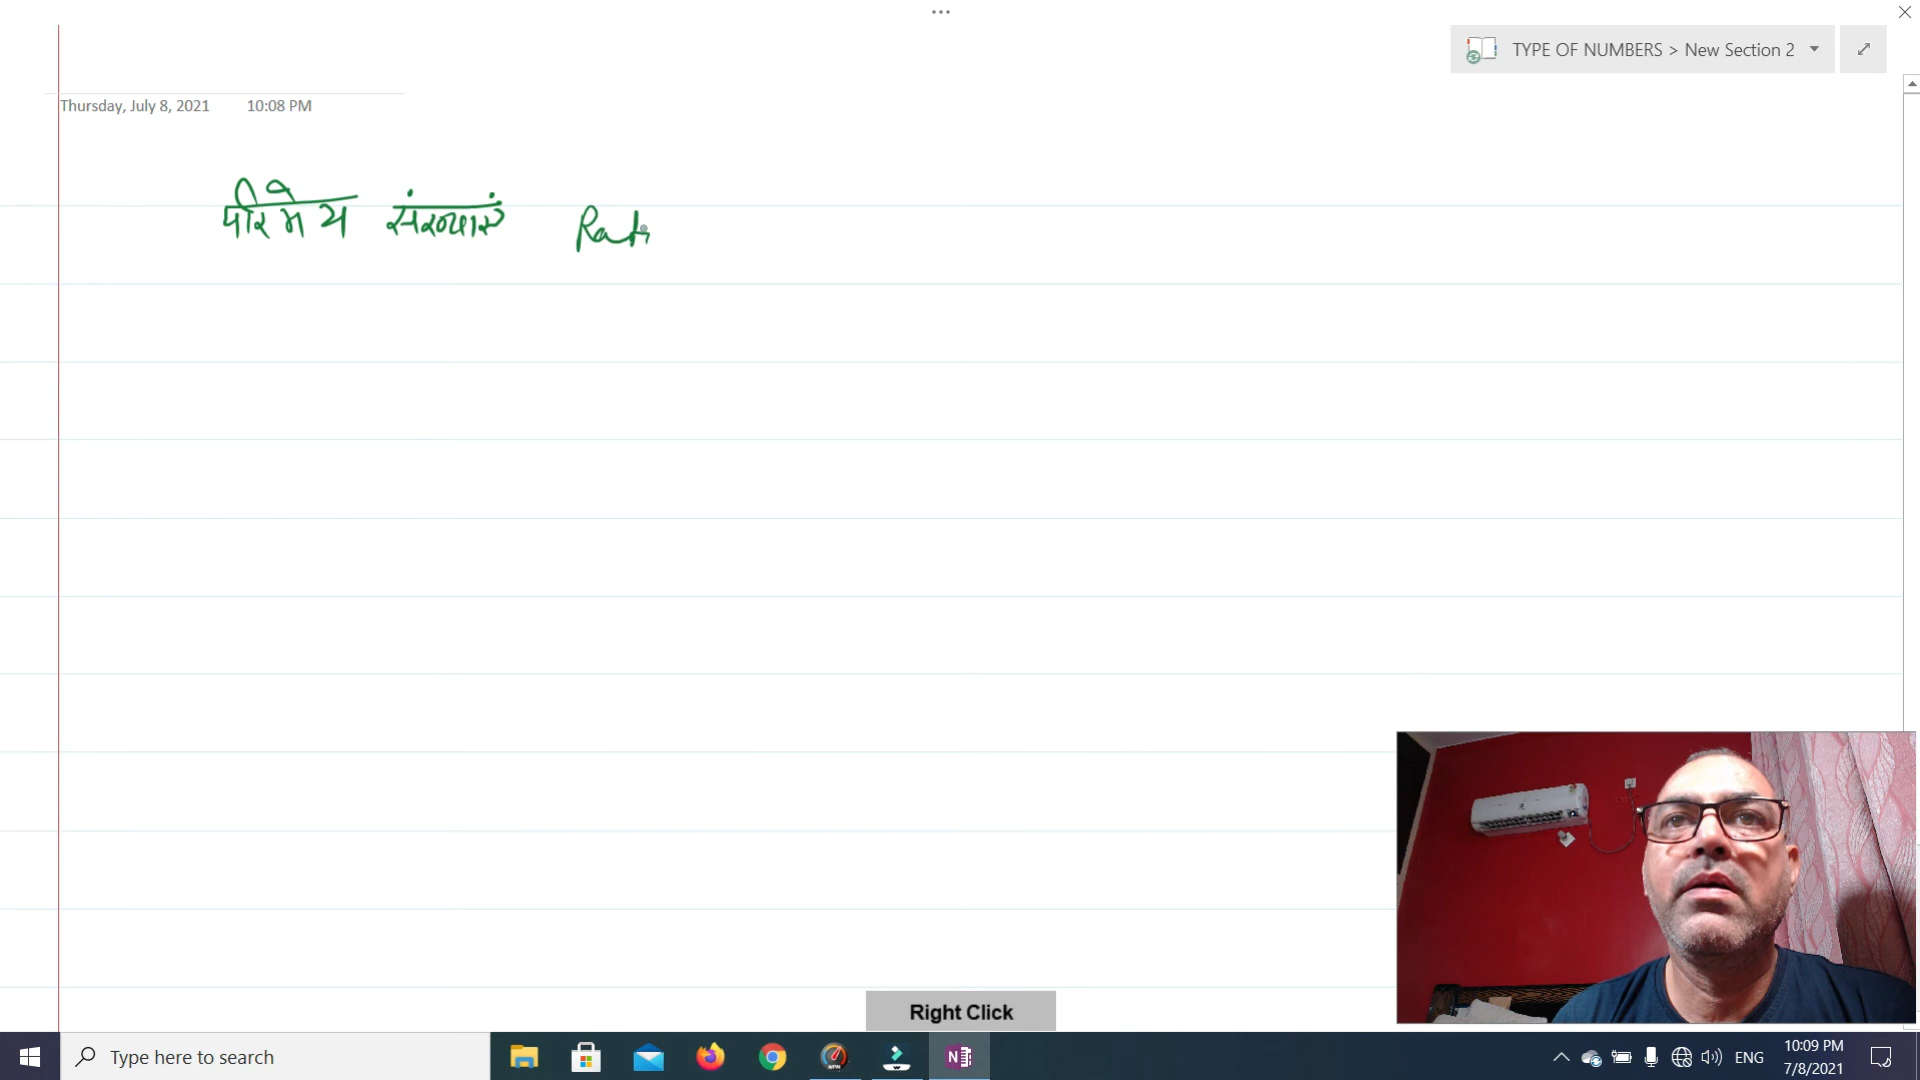 TYPE OF NUMBERS > New Section 2
Thursday, July 8, 2021 10:08 PM
परिमेय संख्याएं Rati
Right Click
Type here to search
ENG
10:09 PM
7/8/2021